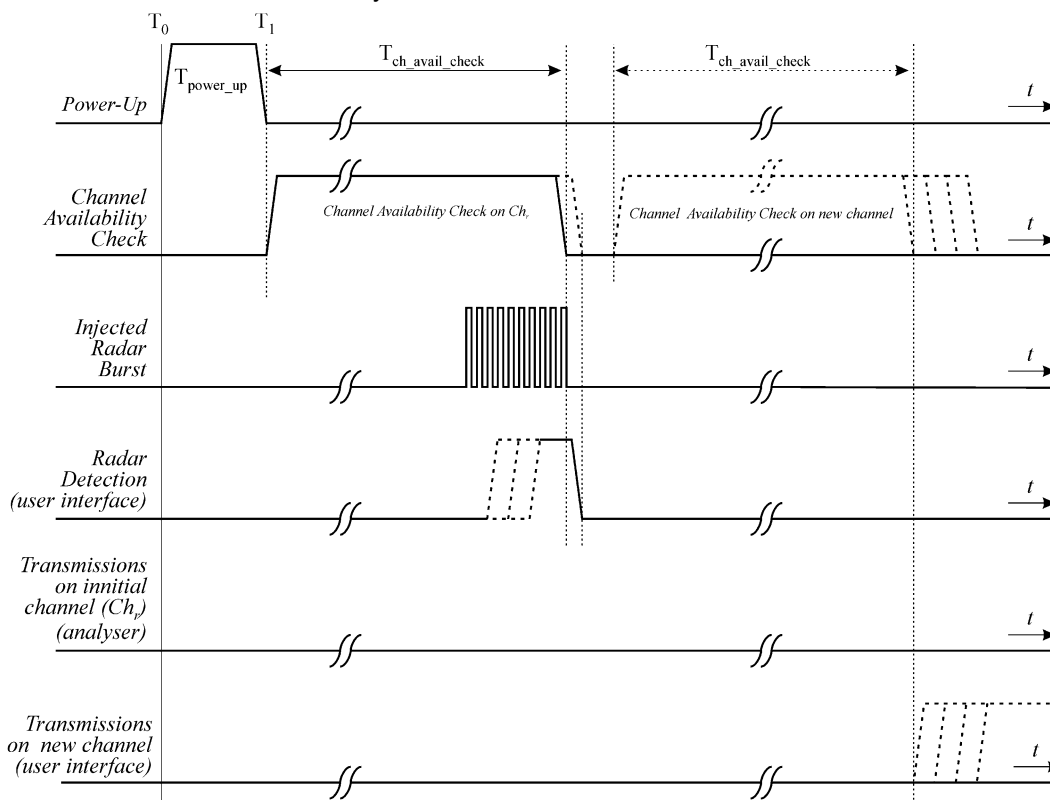 T0
T1
Tpower_up
Tch_avail_check
Tch_avail_check
Power-Up
t
Channel
Availability
Check
Channel Availability Check on Chr
Channel Availability Check on new channel
t
Injected
Radar
Burst
t
Radar
Detection
(user interface)
t
Transmissions
on innitial
channel (Chr)
(analyser)
t
Transmissions
on new channel
(user interface)
t